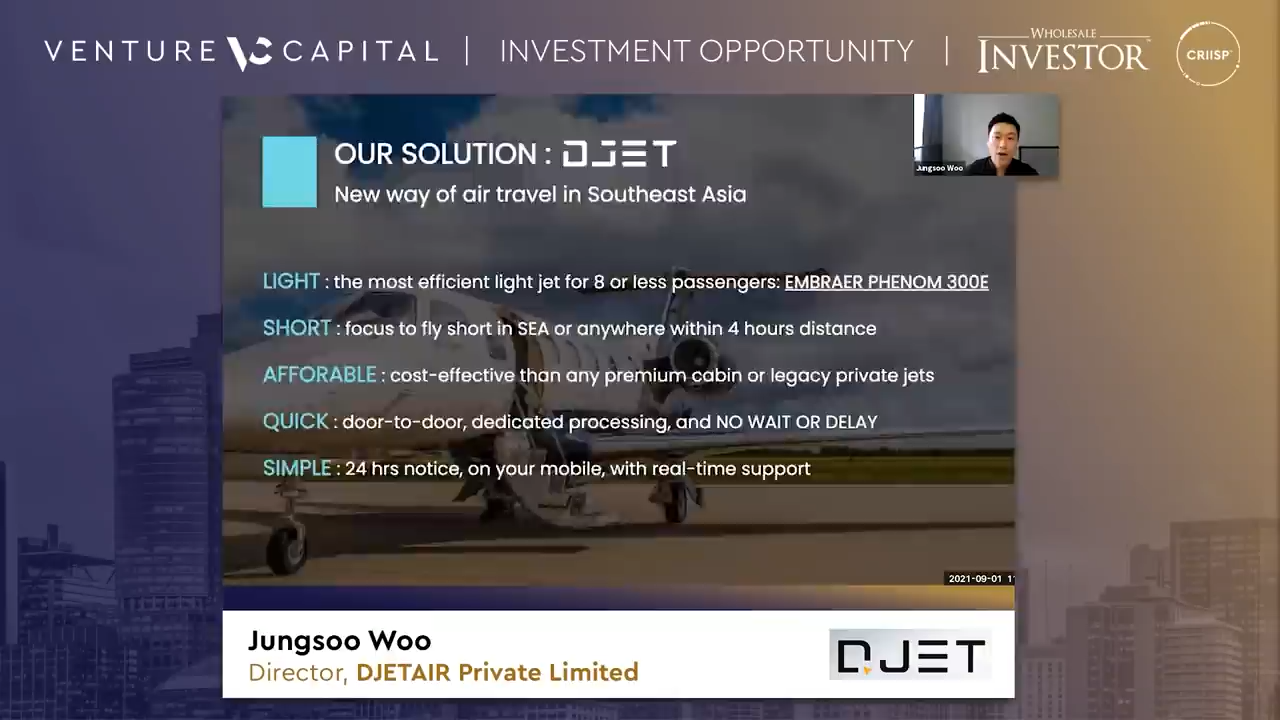 VENTURE VC CAPITAL | INVESTMENT OPPORTUNITY | WHOLESALE INVESTOR™ CRIISP™
OUR SOLUTION : DJET
New way of air travel in Southeast Asia
Jungsoo Woo
LIGHT : the most efficient light jet for 8 or less passengers: EMBRAER PHENOM 300E
SHORT : focus to fly short in SEA or anywhere within 4 hours distance
AFFORABLE : cost-effective than any premium cabin or legacy private jets
QUICK : door-to-door, dedicated processing, and NO WAIT OR DELAY
SIMPLE : 24 hrs notice, on your mobile, with real-time support
2021-09-01
Jungsoo Woo
Director, DJETAIR Private Limited
DJET